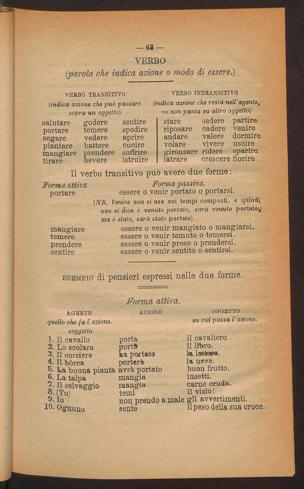 — 62 —
VERBO
(parola che indica azione o modo di essere.)
VERBO TRANSITIVO
(indica azione che può passare
sopra un oggetto)
salutare godere sentire
portare temere spedire
segare vedere aprire
plantare battere cucire
mangiare prendere soffrire
tirare bevere istruire
VERBO INTRANSITIVO
(indica azione che resta nell'agente,
— non passa su altro oggetto)
stare sedere partire
riposare cadere venire
andare valere dormire
volare vivere uscire
gironzare ridere sparire
latrare crescere fiorire
Il verbo transitivo può avere due forme:
Forma attiva. Forma passiva.
portare essere o venir portato o portarsi.
(NB. Venire non si usa nei tempi composti, e quindi
non si dice è venuto portato, sarà venuto portato,
ma è stato, sarà stato portato).
mangiare essere o venir mangiato o mangiarsi,
temere essere o venir temuto o temersi.
prendere essere o venir preso o prendersi.
sentire essere o venir sentito o sentirsi.
ESEMPIO di pensieri espressi nelle due forme.
Forma attiva.
AGENTE AZIONE OGGETTO
quello che fa l'azione. su cui passa l'azione.
soggetto.
1. Il cavallo porta il cavaliero.
2. Lo scolaro portò il libro.
3. Il corsiere ha portato la lettera.
4. Il bòrea porterà la neve.
5. La buona pianta avrà portato buon frutto.
6. La talpa mangia insetti.
7. Il selvaggio mangia carne cruda.
8. (Tu) temi il vizio!
9. Io non prendo a male gli avvertimenti.
10. Ognuno sente il peso della sua croce.